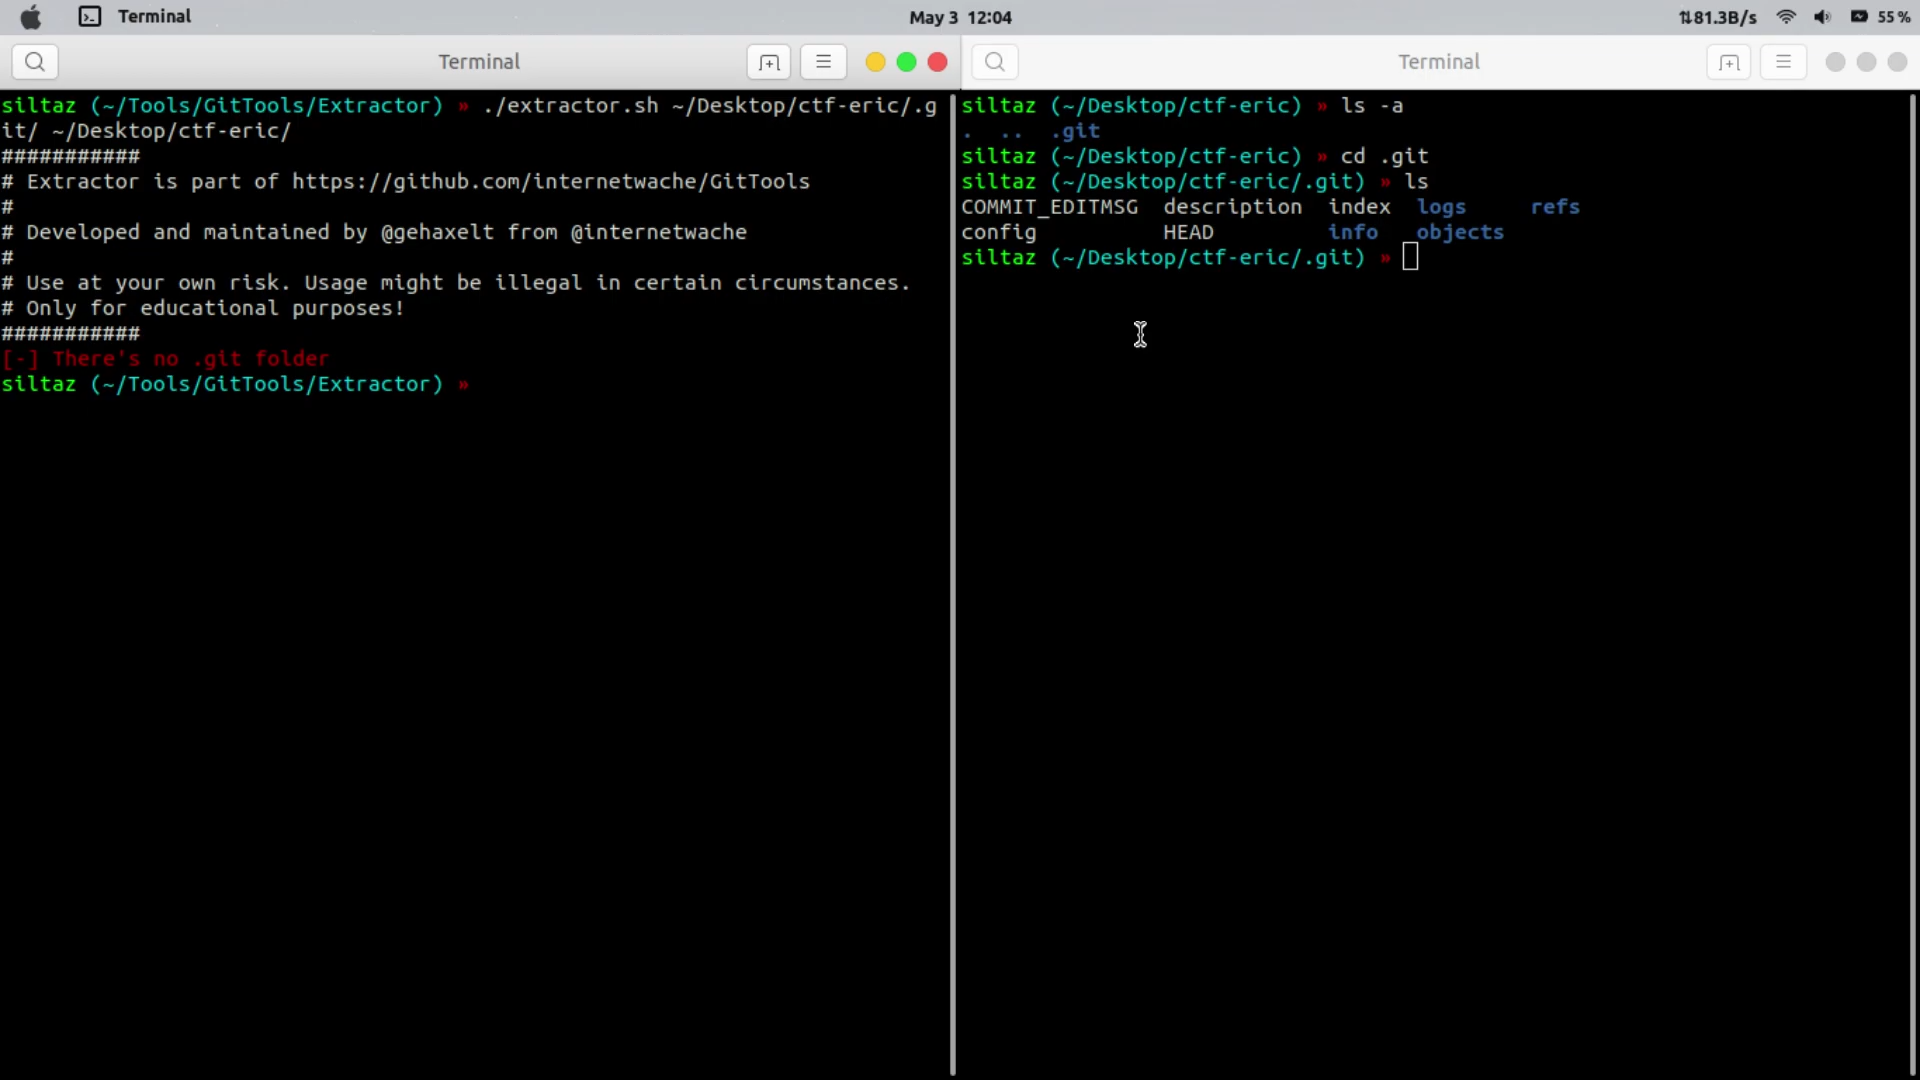 Terminal
May 3 12:04
⇅81.3B/s
55 %
Terminal
siltaz (~/Tools/GitTools/Extractor) » ./extractor.sh ~/Desktop/ctf-eric/.g
it/ ~/Desktop/ctf-eric/
###########
# Extractor is part of https://github.com/internetwache/GitTools
#
# Developed and maintained by @gehaxelt from @internetwache
#
# Use at your own risk. Usage might be illegal in certain circumstances.
# Only for educational purposes!
###########
[-] There's no .git folder
siltaz (~/Tools/GitTools/Extractor) »
Terminal
siltaz (~/Desktop/ctf-eric) » ls -a
. .. .git
siltaz (~/Desktop/ctf-eric) » cd .git
siltaz (~/Desktop/ctf-eric/.git) » ls
COMMIT_EDITMSG description index logs refs
config HEAD info objects
siltaz (~/Desktop/ctf-eric/.git) »